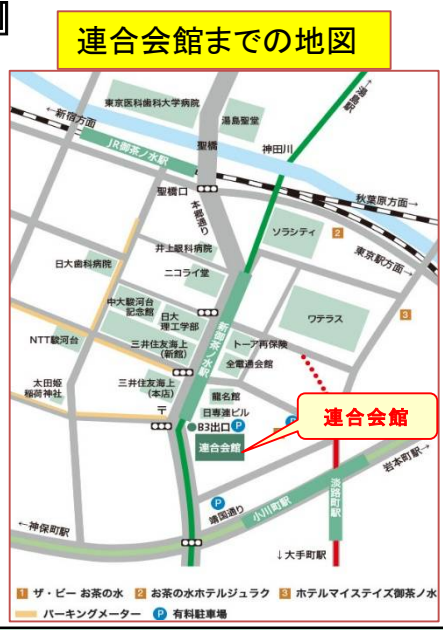 連合会館までの地図
←新宿方面
東京医科歯科大学病院
湯島聖堂
→湯島駅
JR御茶ノ水駅
聖橋
神田川
聖橋口
本郷通り
秋葉原方面→
ソラシティ
2
東京駅方面→
井上眼科病院
日大歯科病院
ニコライ堂
中大駿河台
記念館
日大
理工学部
新御茶ノ水駅
ワテラス
3
NTT駿河台
三井住友海上
(新館)
トーア再保険
全電通会館
太田姫
稲荷神社
三井住友海上
(本店)
龍名館
〒
日専連ビル
B3出口
P
P
連合会館
連合会館
岩本町駅→
P
靖国通り
小川町駅
淡路町駅
←神保町駅
↓大手町駅
1 ザ・ビー お茶の水 2 お茶の水ホテルジュラク 3 ホテルマイステイズ御茶ノ水
パーキングメーター P 有料駐車場